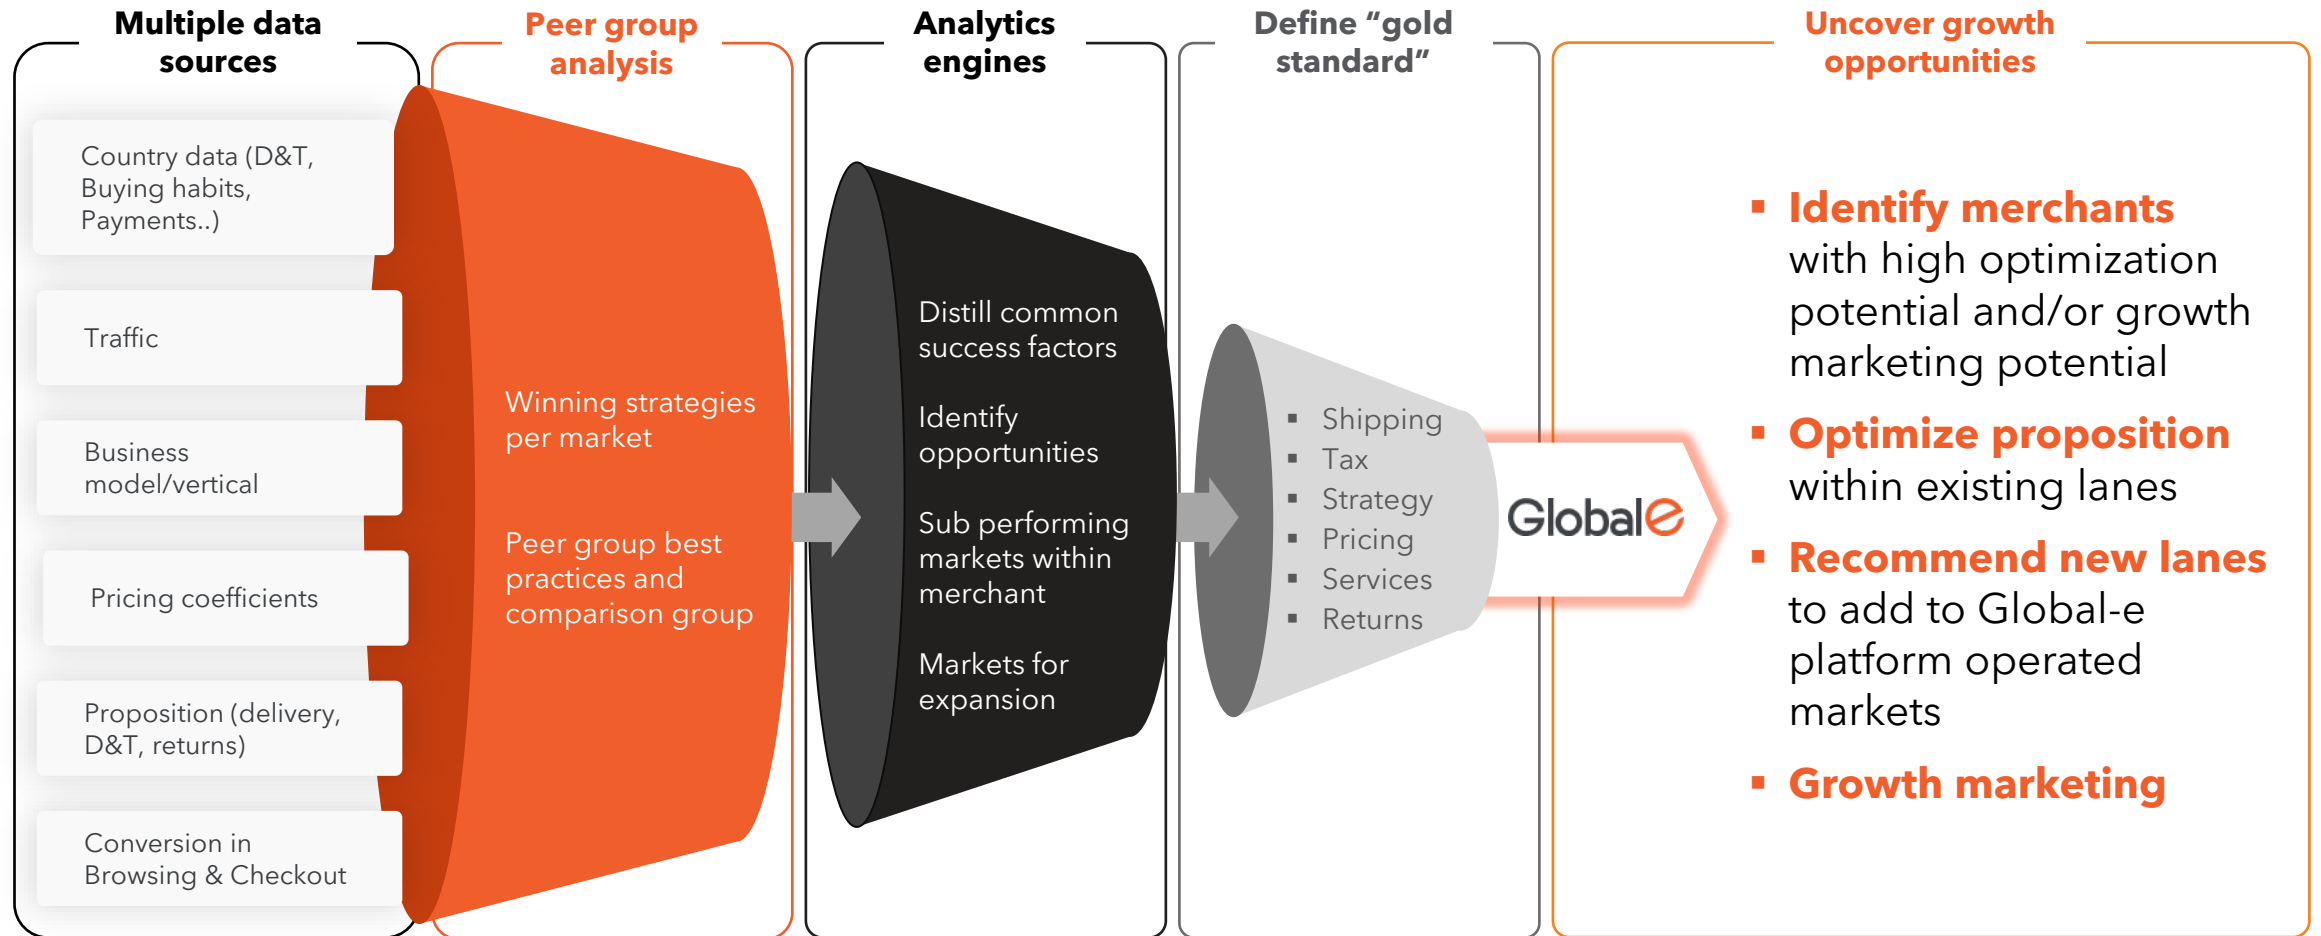 Multiple data
sources
Country data (D&T,
Buying habits,
Payments..)
Traffic
Business
model/vertical
Pricing coefficients
Proposition (delivery,
D&T, returns)
Conversion in
Browsing & Checkout
Peer group
analysis
Winning strategies
per market
Peer group best
practices and
comparison group
Analytics
engines
Distill common
success factors
Identify
opportunities
Sub performing
markets within
merchant
Markets for
expansion
Define “gold
standard”
▪ Shipping
▪ Tax
▪ Strategy
▪ Pricing
▪ Services
▪ Returns
Globale
Uncover growth
opportunities
▪ Identify merchants
with high optimization
potential and/or growth
marketing potential
▪ Optimize proposition
within existing lanes
▪ Recommend new lanes
to add to Global-e
platform operated
markets
▪ Growth marketing